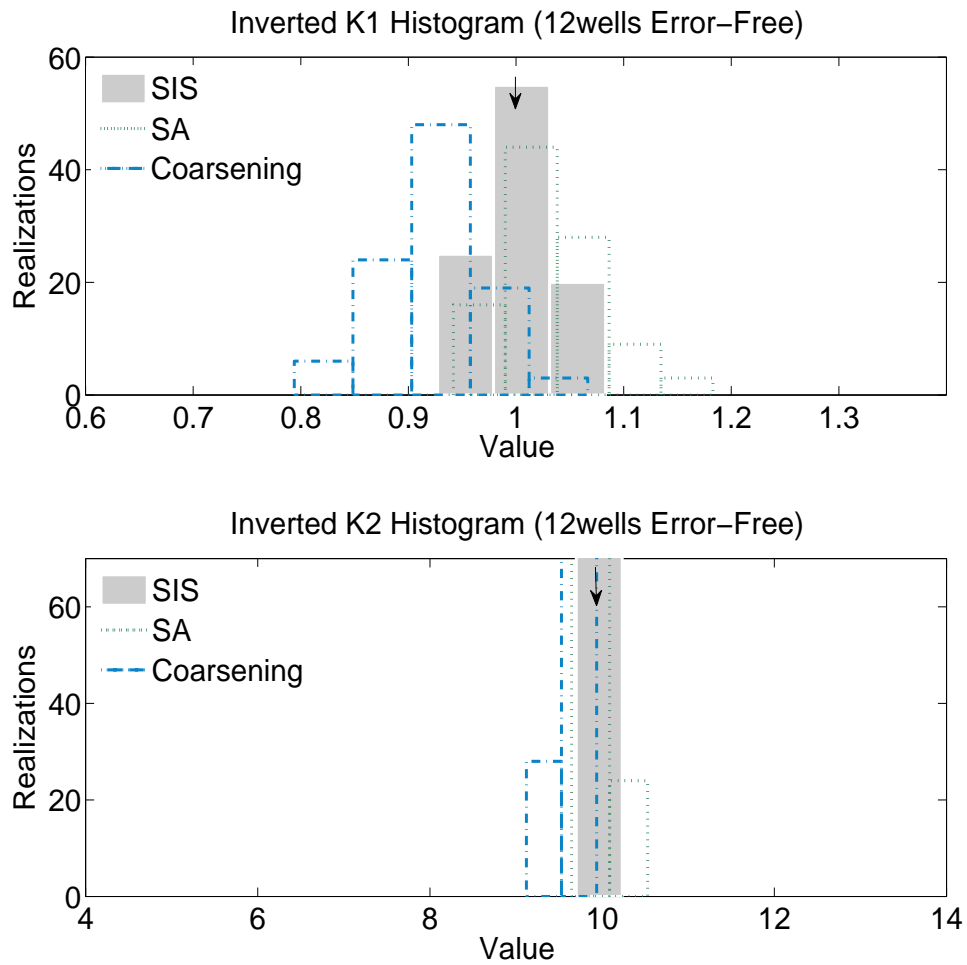 Inverted K1 Histogram (12wells Error−Free)
60
40
20
0
Realizations
SIS
SA
Coarsening
0.6 0.7 0.8 0.9 1 1.1 1.2 1.3
Value
Inverted K2 Histogram (12wells Error−Free)
60
40
20
0
Realizations
SIS
SA
Coarsening
4 6 8 10 12 14
Value